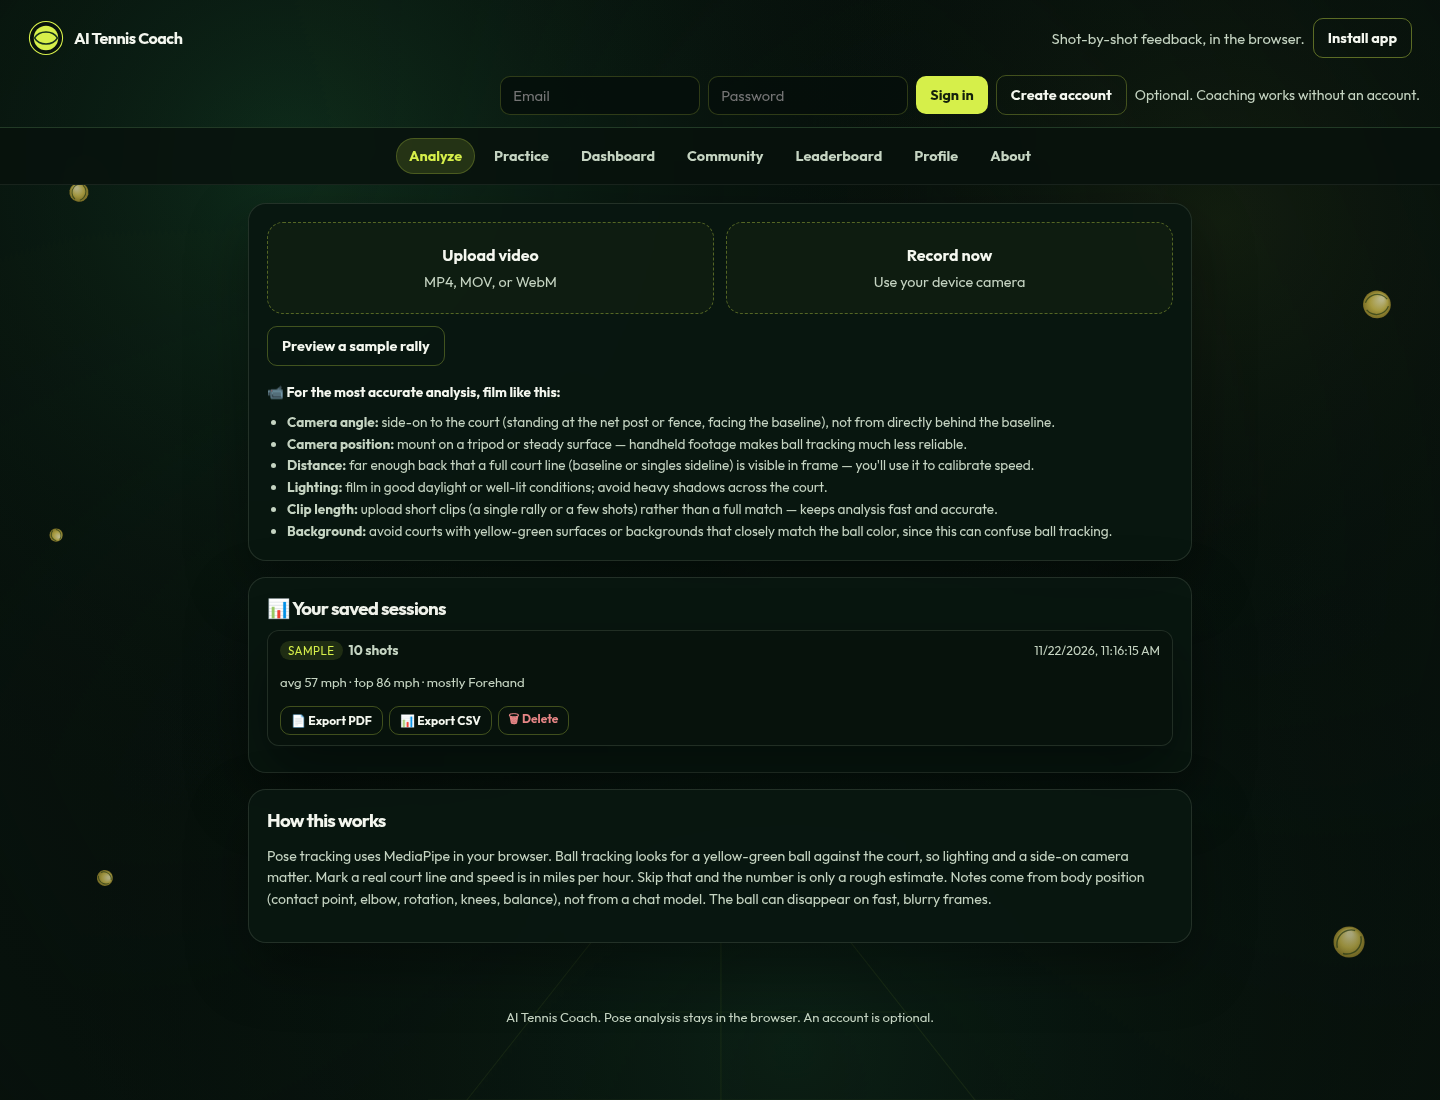 AI Tennis Coach
Shot-by-shot feedback, in the browser.
Install app
Email
Password
Sign in
Create account
Optional. Coaching works without an account.
Analyze
Practice
Dashboard
Community
Leaderboard
Profile
About
Upload video
MP4, MOV, or WebM
Record now
Use your device camera
Preview a sample rally
📹 For the most accurate analysis, film like this:
• Camera angle: side-on to the court (standing at the net post or fence, facing the baseline), not from directly behind the baseline.
• Camera position: mount on a tripod or steady surface — handheld footage makes ball tracking much less reliable.
• Distance: far enough back that a full court line (baseline or singles sideline) is visible in frame — you'll use it to calibrate speed.
• Lighting: film in good daylight or well-lit conditions; avoid heavy shadows across the court.
• Clip length: upload short clips (a single rally or a few shots) rather than a full match — keeps analysis fast and accurate.
• Background: avoid courts with yellow-green surfaces or backgrounds that closely match the ball color, since this can confuse ball tracking.
📊 Your saved sessions
SAMPLE 10 shots
11/22/2026, 11:16:15 AM
avg 57 mph · top 86 mph · mostly Forehand
📄 Export PDF
📊 Export CSV
🗑 Delete
How this works
Pose tracking uses MediaPipe in your browser. Ball tracking looks for a yellow-green ball against the court, so lighting and a side-on camera
matter. Mark a real court line and speed is in miles per hour. Skip that and the number is only a rough estimate. Notes come from body position
(contact point, elbow, rotation, knees, balance), not from a chat model. The ball can disappear on fast, blurry frames.
AI Tennis Coach. Pose analysis stays in the browser. An account is optional.